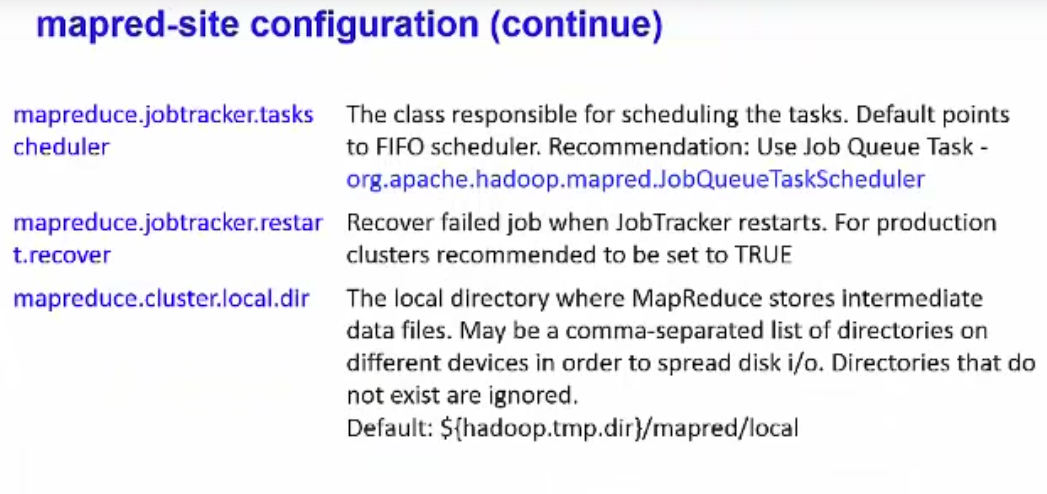 mapred-site configuration (continue)
mapreduce.jobtracker.tasks
cheduler
The class responsible for scheduling the tasks. Default points
to FIFO scheduler. Recommendation: Use Job Queue Task -
org.apache.hadoop.mapred.JobQueueTaskScheduler
mapreduce.jobtracker.restar
t.recover
Recover failed job when JobTracker restarts. For production
clusters recommended to be set to TRUE
mapreduce.cluster.local.dir
The local directory where MapReduce stores intermediate
data files. May be a comma-separated list of directories on
different devices in order to spread disk i/o. Directories that do
not exist are ignored.
Default: ${hadoop.tmp.dir}/mapred/local